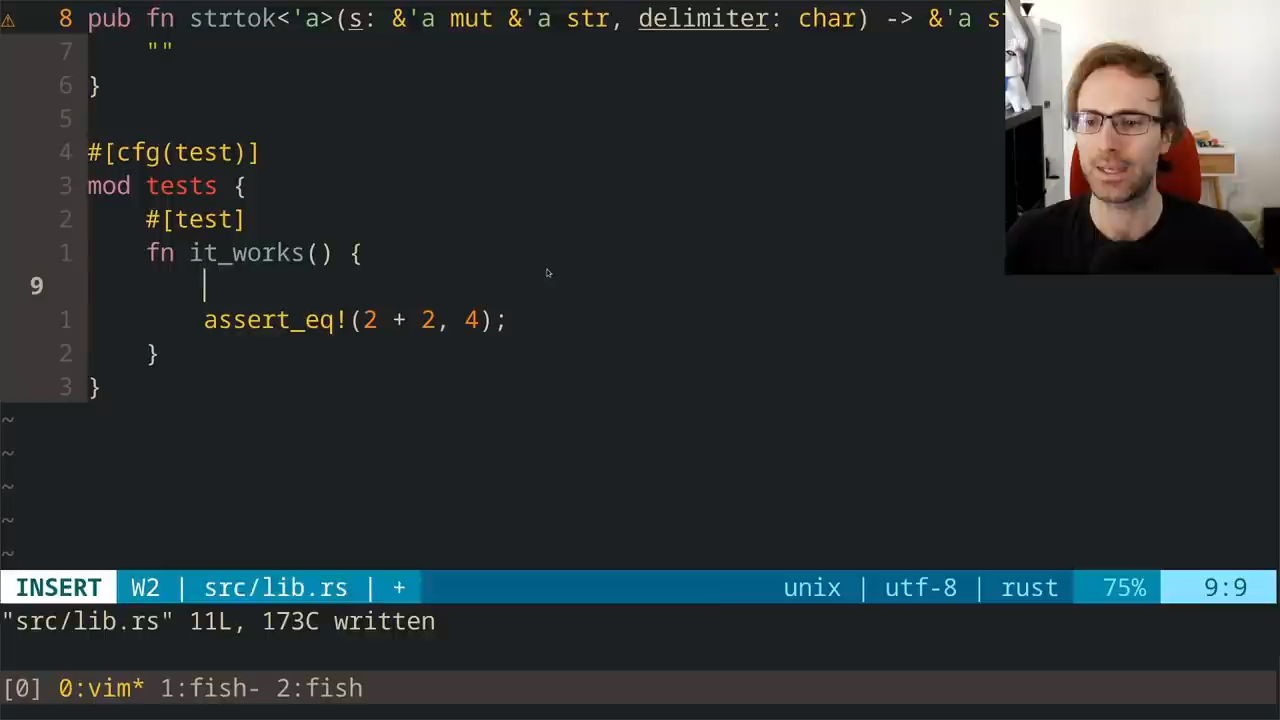 ⚠ 8 pub fn strtok<'a>(s: &'a mut &'a str, delimiter: char) -> &'a s
7 ""
6 }
5
4 #[cfg(test)]
3 mod tests {
2 #[test]
1 fn it_works() {
9
1 assert_eq!(2 + 2, 4);
2 }
3 }
~
~
~
~
~
INSERT W2 | src/lib.rs | + unix | utf-8 | rust 75% 9:9
"src/lib.rs" 11L, 173C written
[0] 0:vim* 1:fish- 2:fish